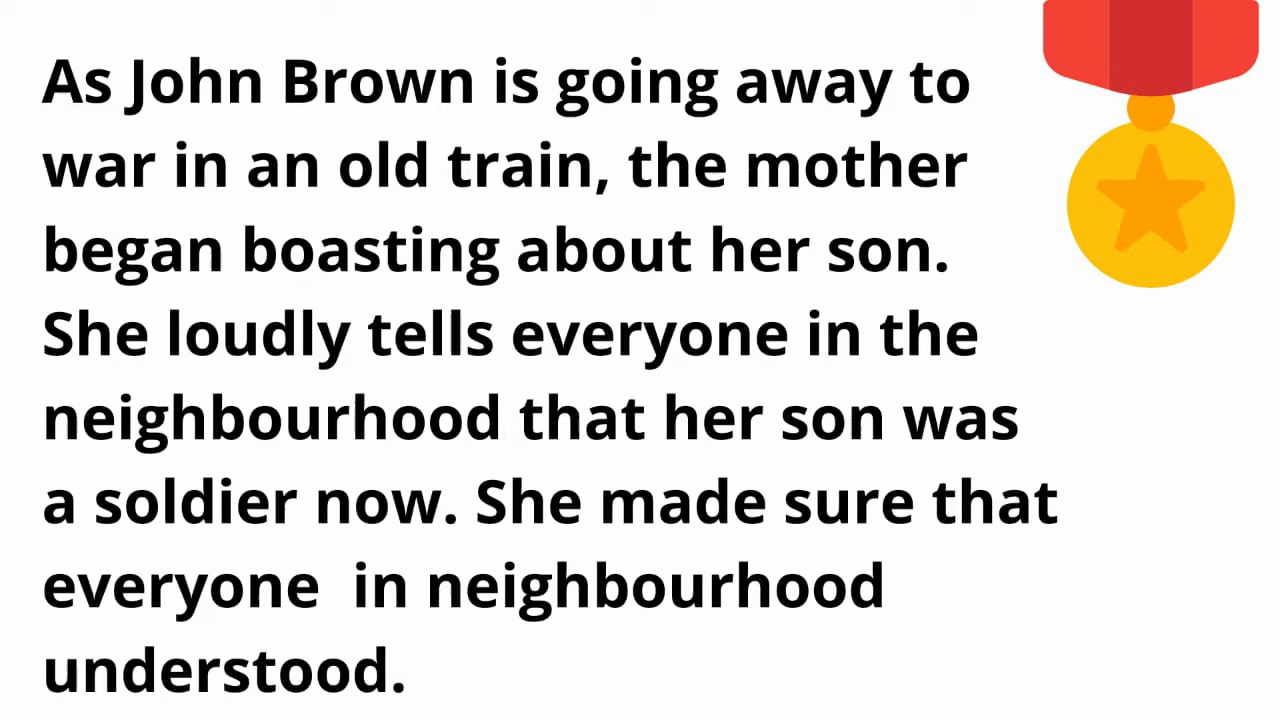 As John Brown is going away to
war in an old train, the mother
began boasting about her son.
She loudly tells everyone in the
neighbourhood that her son was
a soldier now. She made sure that
everyone  in neighbourhood
understood.